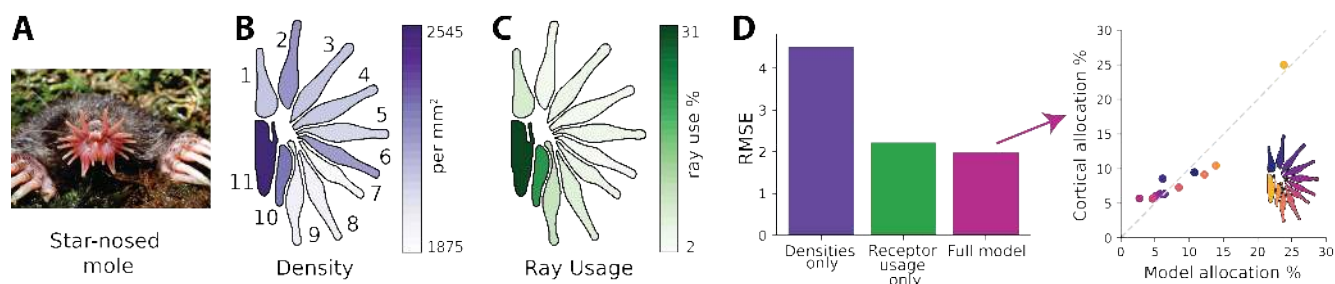 A
Star-nosed
mole
B
1
2
3
4
5
6
7
8
9
10
11
2545
per mm²
1875
Density
C
31
ray use %
2
Ray Usage
D
RMSE
4
3
2
1
0
Densities
only
Receptor
usage only
Full model
Cortical allocation %
30
25
20
15
10
5
0
0 5 10 15 20 25 30
Model allocation %